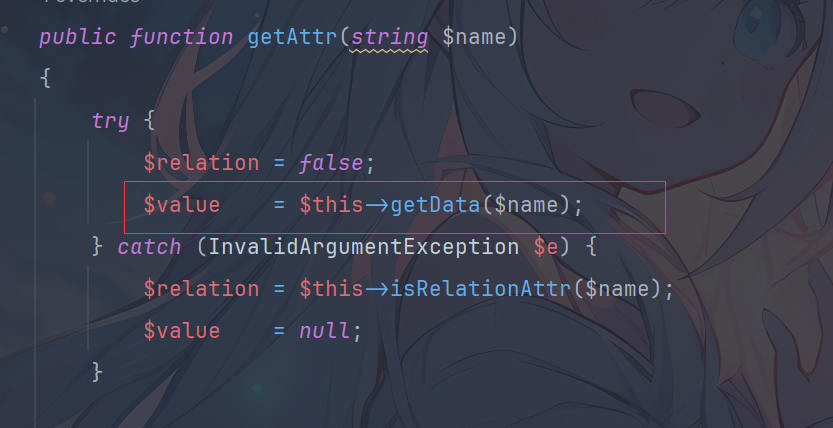 public function getAttr(string $name)
{
try {
$relation = false;
$value = $this->getData($name);
} catch (InvalidArgumentException $e) {
$relation = $this->isRelationAttr($name);
$value = null;
}